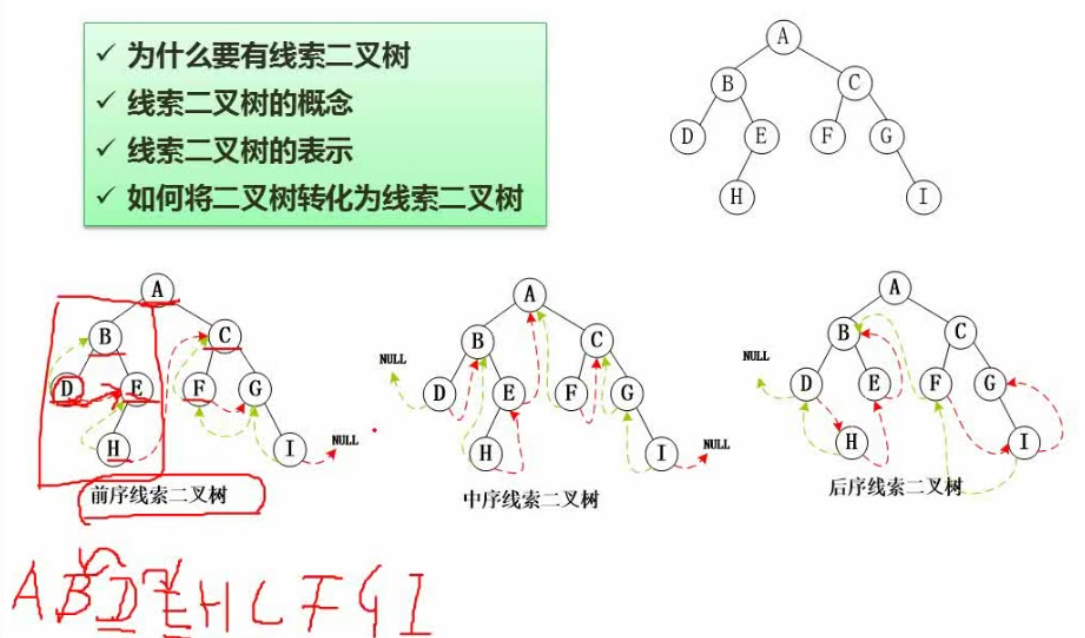 ✓ 为什么要有线索二叉树
✓ 线索二叉树的概念
✓ 线索二叉树的表示
✓ 如何将二叉树转化为线索二叉树
A
B C
D E F G
H I
A
B C
D E F G
H I NULL
前序线索二叉树
A
B C
NULL
D E F G
H I NULL
中序线索二叉树
A
B C
NULL
D E F G
H I
后序线索二叉树
A B D E H C F G I